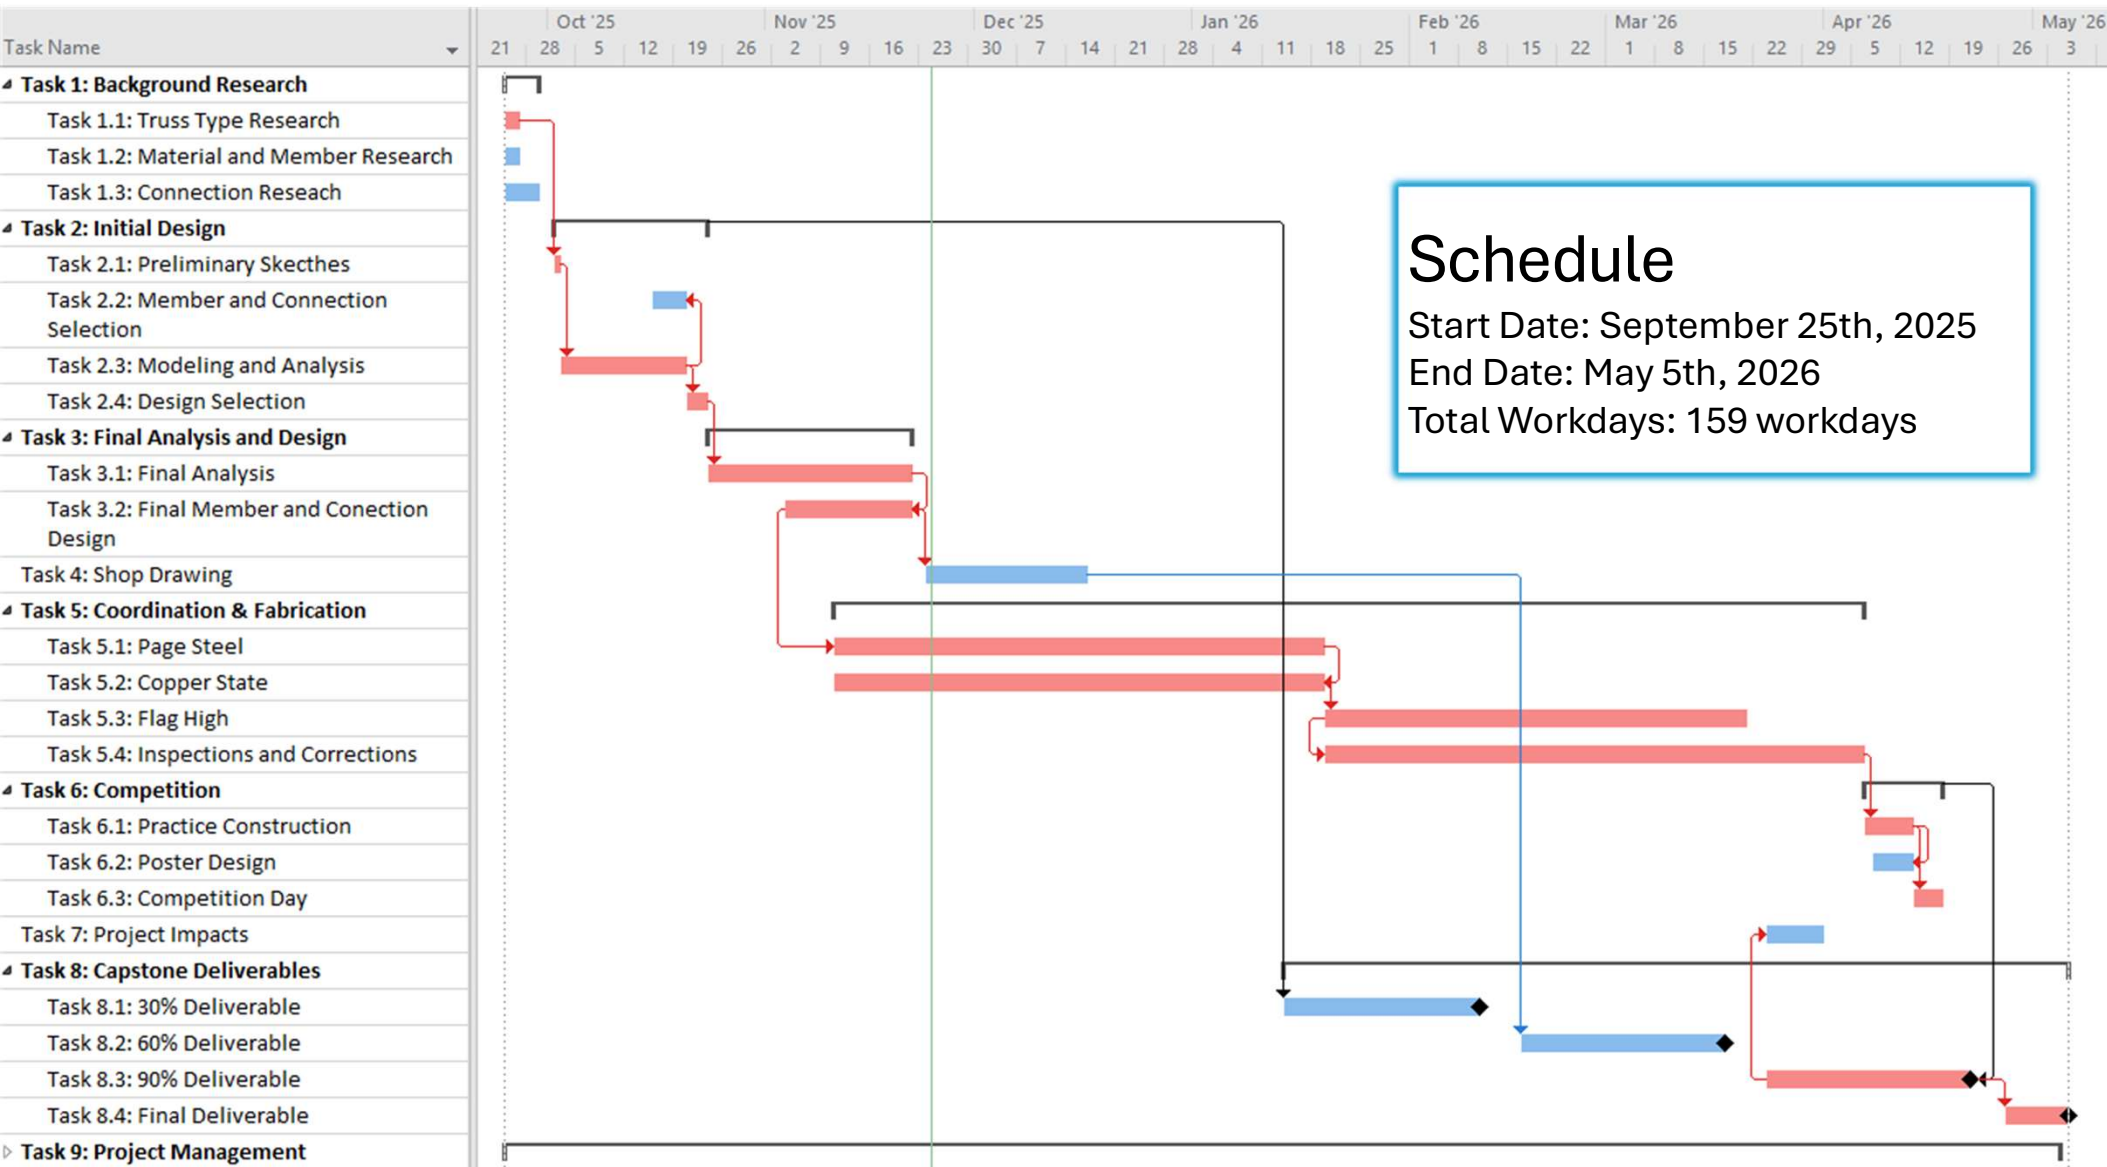 Oct '25 Nov '25 Dec '25 Jan '26 Feb '26 Mar '26 Apr '26 May '26
Task Name 21 28 5 12 19 26 2 9 16 23 30 7 14 21 28 4 11 18 25 1 8 15 22 1 8 15 22 29 5 12 19 26 3
Task 1: Background Research
Task 1.1: Truss Type Research
Task 1.2: Material and Member Research
Task 1.3: Connection Reseach
Task 2: Initial Design
Task 2.1: Preliminary Skecthes
Task 2.2: Member and Connection
Selection
Task 2.3: Modeling and Analysis
Task 2.4: Design Selection
Task 3: Final Analysis and Design
Task 3.1: Final Analysis
Task 3.2: Final Member and Conection
Design
Task 4: Shop Drawing
Task 5: Coordination & Fabrication
Task 5.1: Page Steel
Task 5.2: Copper State
Task 5.3: Flag High
Task 5.4: Inspections and Corrections
Task 6: Competition
Task 6.1: Practice Construction
Task 6.2: Poster Design
Task 6.3: Competition Day
Task 7: Project Impacts
Task 8: Capstone Deliverables
Task 8.1: 30% Deliverable
Task 8.2: 60% Deliverable
Task 8.3: 90% Deliverable
Task 8.4: Final Deliverable
Task 9: Project Management
Schedule
Start Date: September 25th, 2025
End Date: May 5th, 2026
Total Workdays: 159 workdays